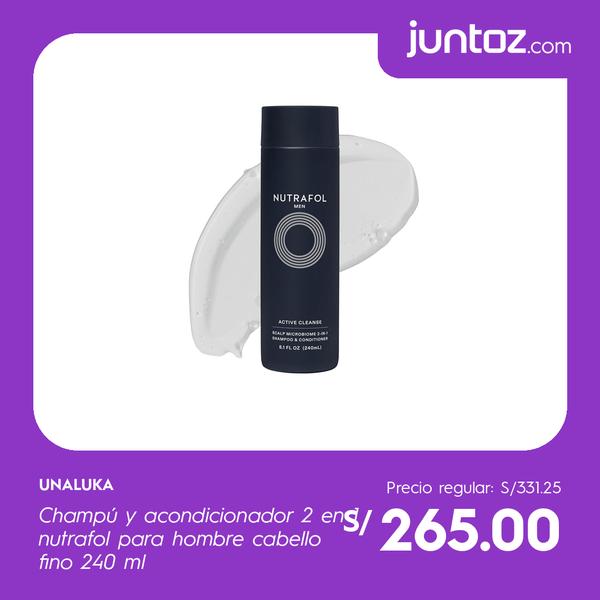 juntoz.com
NUTRAFOL
MEN
ACTIVE CLEANSE
SCALP MICROBIOME 2-IN-1
SHAMPOO & CONDITIONER
8.1 FL OZ (240mL)
UNALUKA
Champú y acondicionador 2 en 1
nutrafol para hombre cabello
fino 240 ml
Precio regular: S/331.25
S/ 265.00